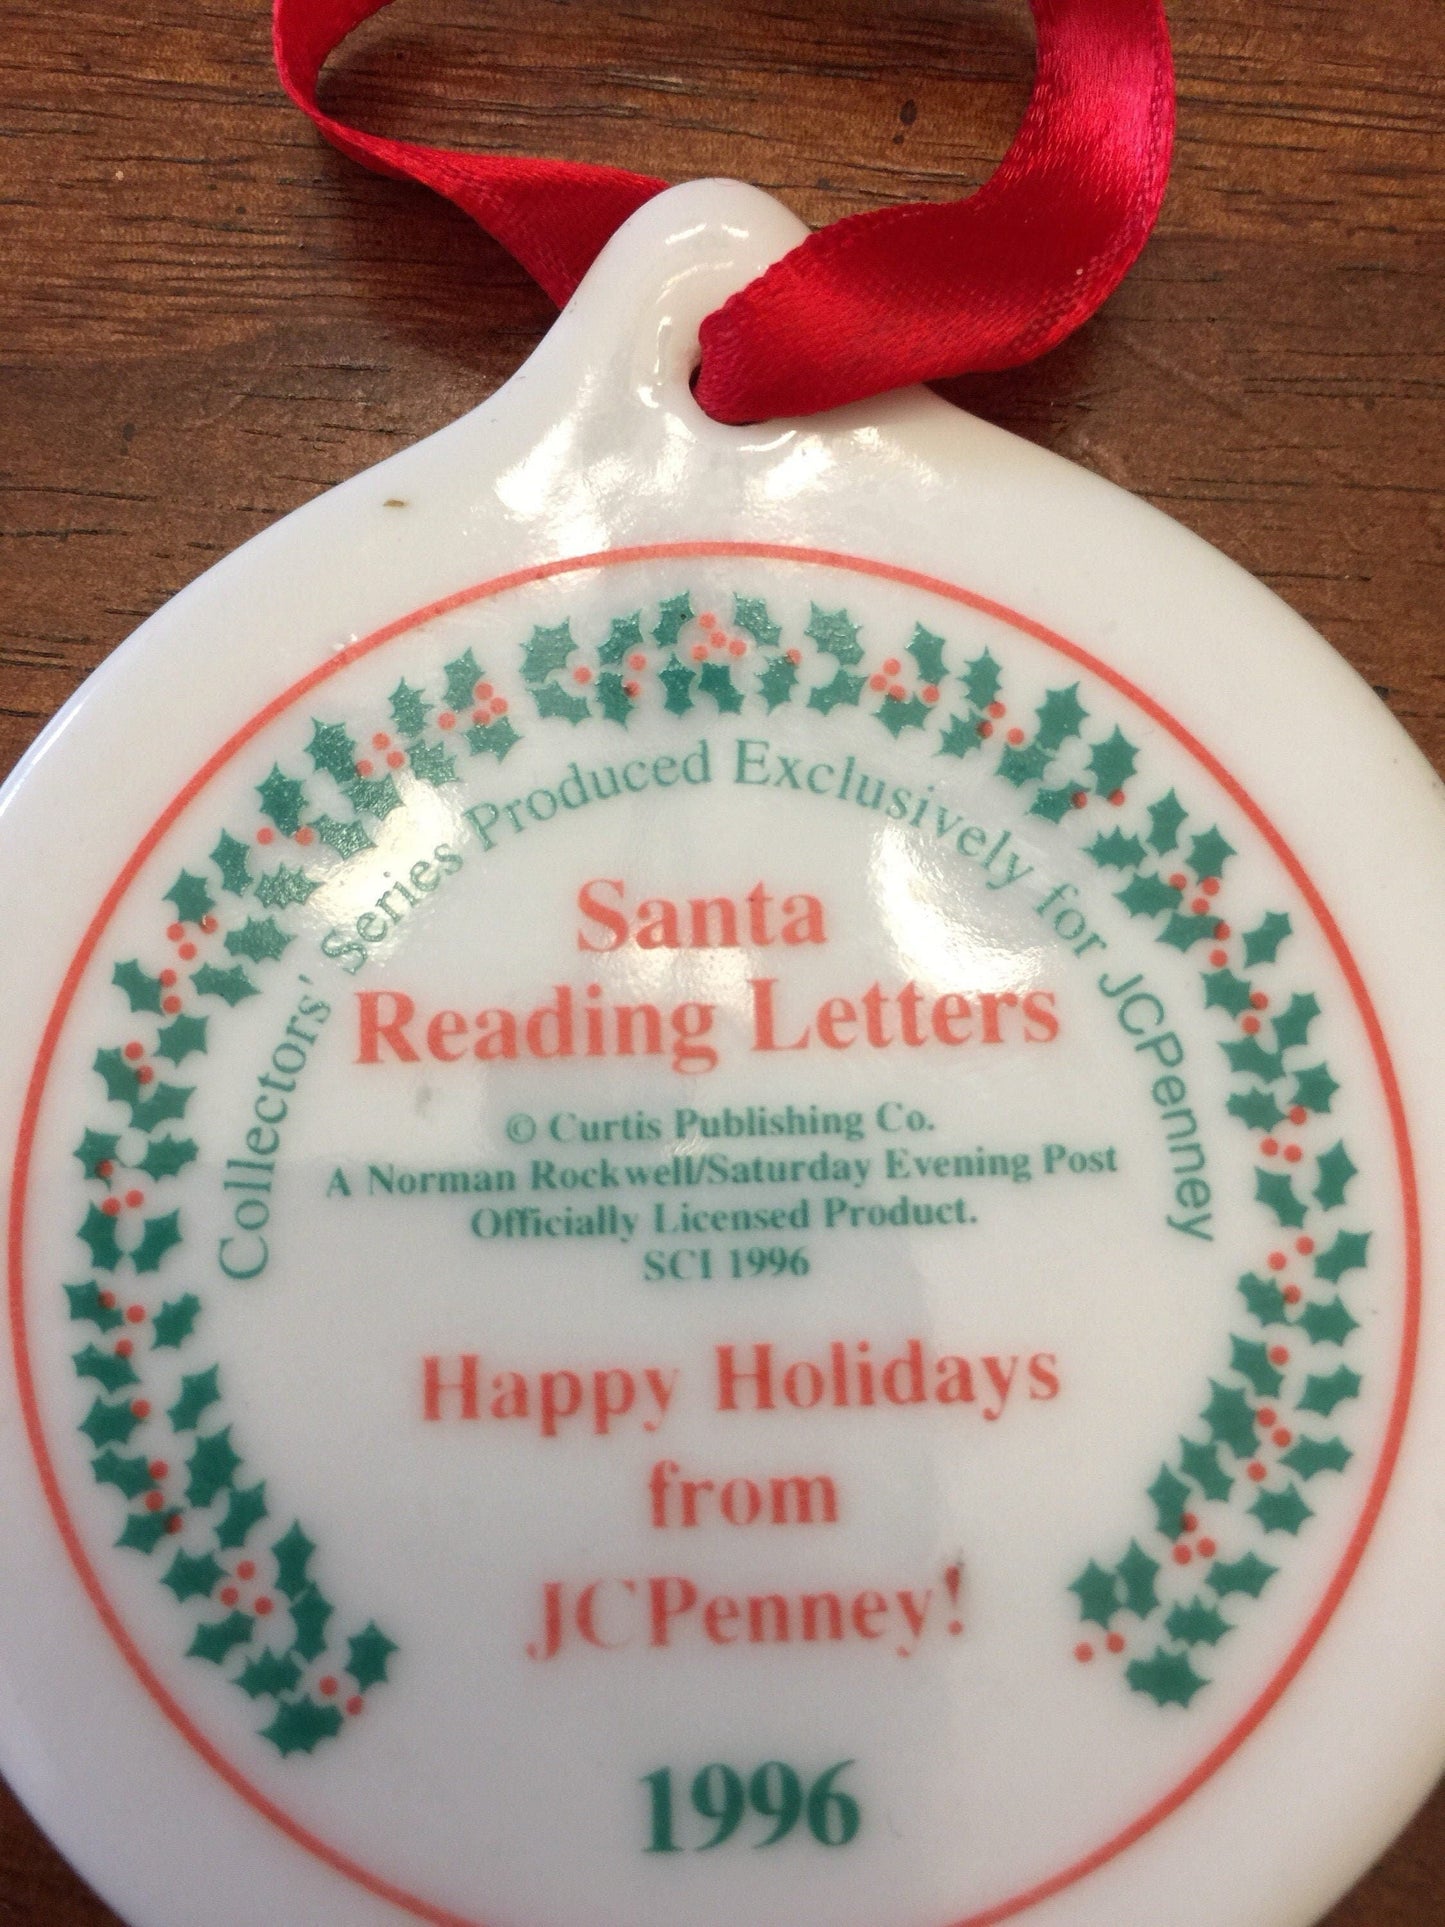 Collectors' Series Produced Exclusively for JCPenney
Santa
Reading Letters
© Curtis Publishing Co.
A Norman Rockwell/Saturday Evening Post
Officially Licensed Product.
SCI 1996
Happy Holidays
from
JCPenney!
1996